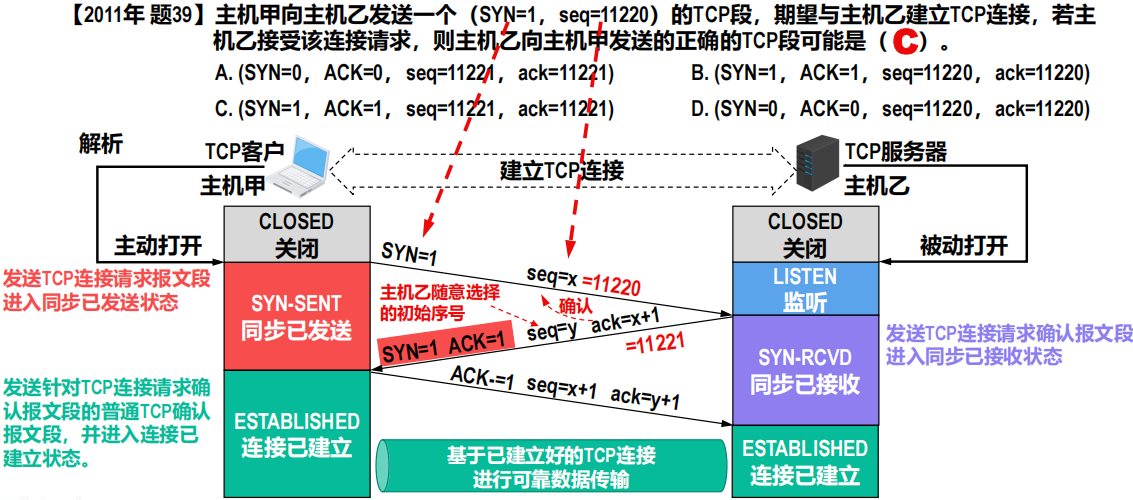 【2011年 题39】主机甲向主机乙发送一个（SYN=1，seq=11220）的TCP段，期望与主机乙建立TCP连接，若主
机乙接受该连接请求，则主机乙向主机甲发送的正确的TCP段可能是（ C ）。
A. (SYN=0，ACK=0，seq=11221，ack=11221)
B. (SYN=1，ACK=1，seq=11220，ack=11220)
C. (SYN=1，ACK=1，seq=11221，ack=11221)
D. (SYN=0，ACK=0，seq=11220，ack=11220)
解析
TCP客户
主机甲
建立TCP连接
TCP服务器
主机乙
CLOSED
关闭
CLOSED
关闭
主动打开
被动打开
发送TCP连接请求报文段
进入同步已发送状态
SYN=1
seq=x =11220
LISTEN
监听
SYN-SENT
同步已发送
主机乙随意选择
的初始序号
确认
seq=y ack=x+1
=11221
SYN=1 ACK=1
SYN-RCVD
同步已接收
发送TCP连接请求确认报文段
进入同步已接收状态
发送针对TCP连接请求确
认报文段的普通TCP确认
报文段，并进入连接已
建立状态。
ACK-=1 seq=x+1 ack=y+1
ESTABLISHED
连接已建立
基于已建立好的TCP连接
进行可靠数据传输
ESTABLISHED
连接已建立